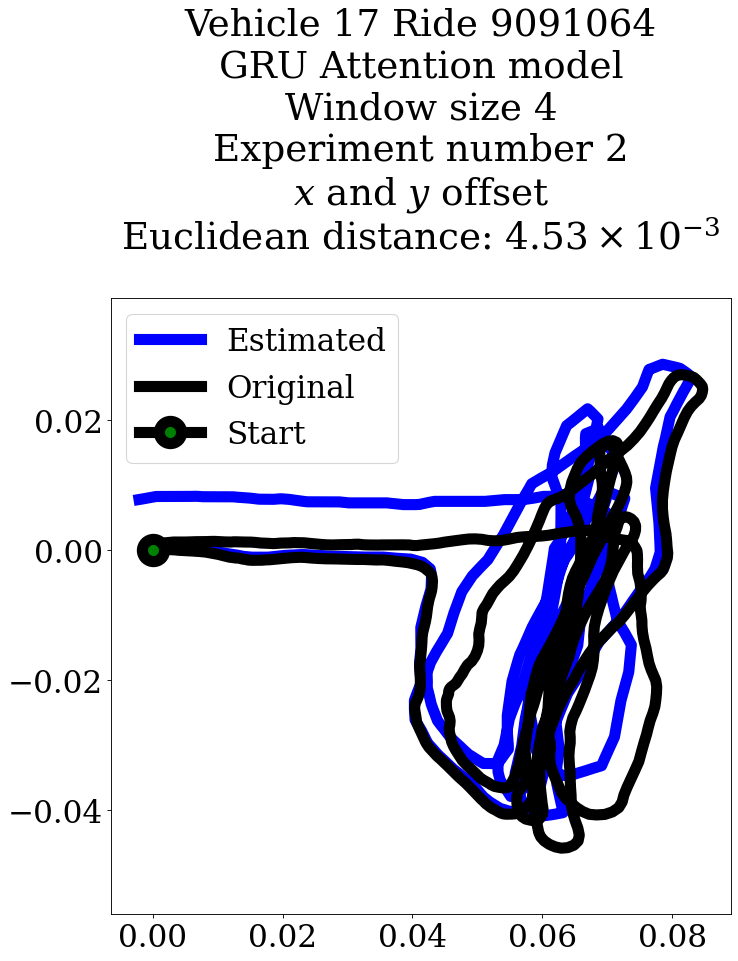 Vehicle 17 Ride 9091064
GRU Attention model
Window size 4
Experiment number 2
x and y offset
Euclidean distance: 4.53 × 10⁻³
Estimated
Original
Start
0.02
0.00
−0.02
−0.04
0.00 0.02 0.04 0.06 0.08